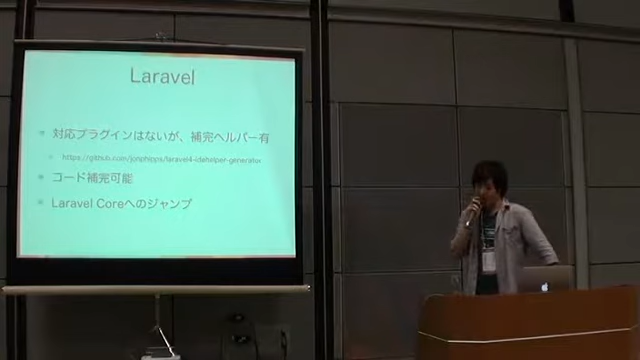 Laravel
対応プラグインはないが、補完ヘルパー有
https://github.com/jonphipps/laravel4-idehelper-generator
コード補完可能
Laravel Coreへのジャンプ